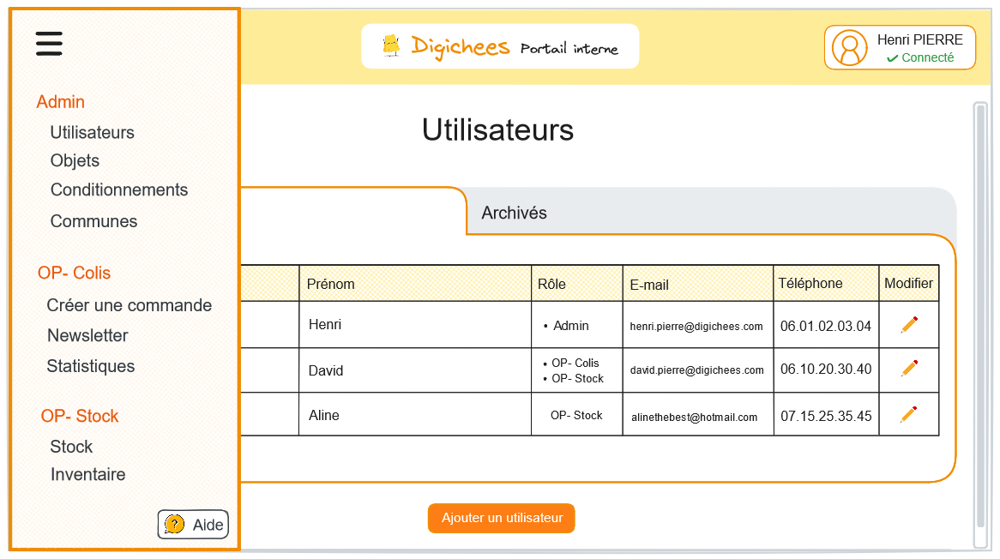 Digichees Portail interne
Henri PIERRE
Connecté
Admin
Utilisateurs
Objets
Conditionnements
Communes
OP- Colis
Créer une commande
Newsletter
Statistiques
OP- Stock
Stock
Inventaire
? Aide
Utilisateurs
Archivés
Prénom Rôle E-mail Téléphone Modifier
Henri • Admin henri.pierre@digichees.com 06.01.02.03.04
David • OP- Colis david.pierre@digichees.com 06.10.20.30.40
• OP- Stock
Aline OP- Stock alinethebest@hotmail.com 07.15.25.35.45
Ajouter un utilisateur